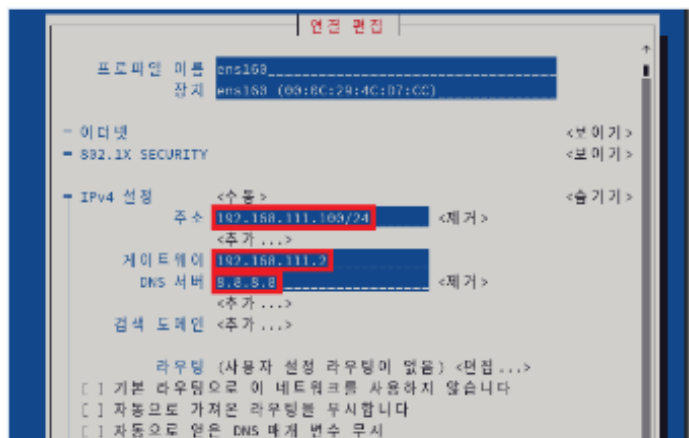 연결 편집
프로파일 이름 ens160
장치 ens160 (00:0C:29:4C:D7:CC)
이더넷 <보이기>
802.1X SECURITY <보이기>
IPv4 설정 <수동> <숨기기>
주소 192.168.111.100/24 <제거>
<추가...>
게이트웨이 192.168.111.2
DNS 서버 8.8.8.8 <제거>
<추가...>
검색 도메인 <추가...>
라우팅 (사용자 설정 라우팅이 없음) <편집...>
[ ] 기본 라우팅으로 이 네트워크를 사용하지 않습니다
[ ] 자동으로 가져온 라우팅을 무시합니다
[ ] 자동으로 얻은 DNS 매개 변수 무시